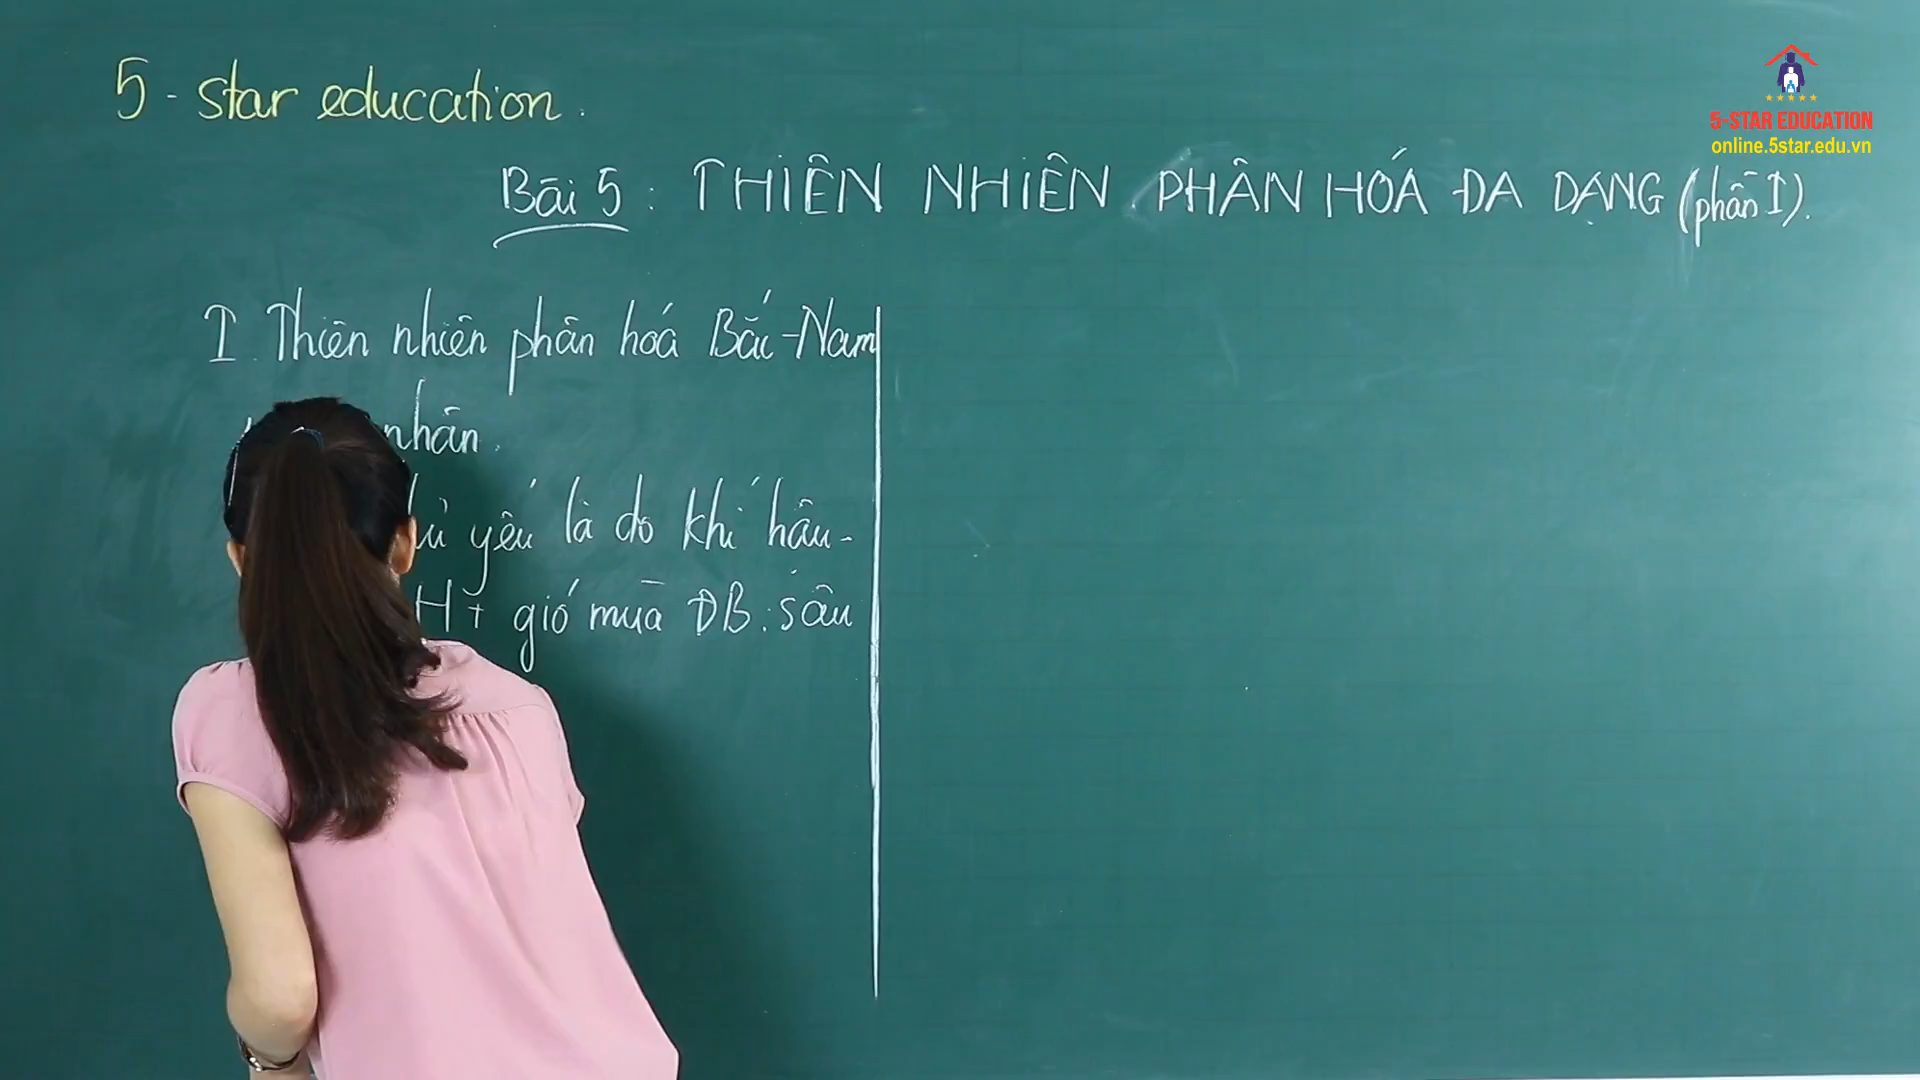 5 - star education.
5-STAR EDUCATION
online.5star.edu.vn
Bài 5 : THIÊN NHIÊN PHÂN HÓA ĐA DẠNG (phần I).
I. Thiên nhiên phân hoá Bắc-Nam
nhân.
yếu là do khí hậu-
+ gió mùa ĐB: sâu